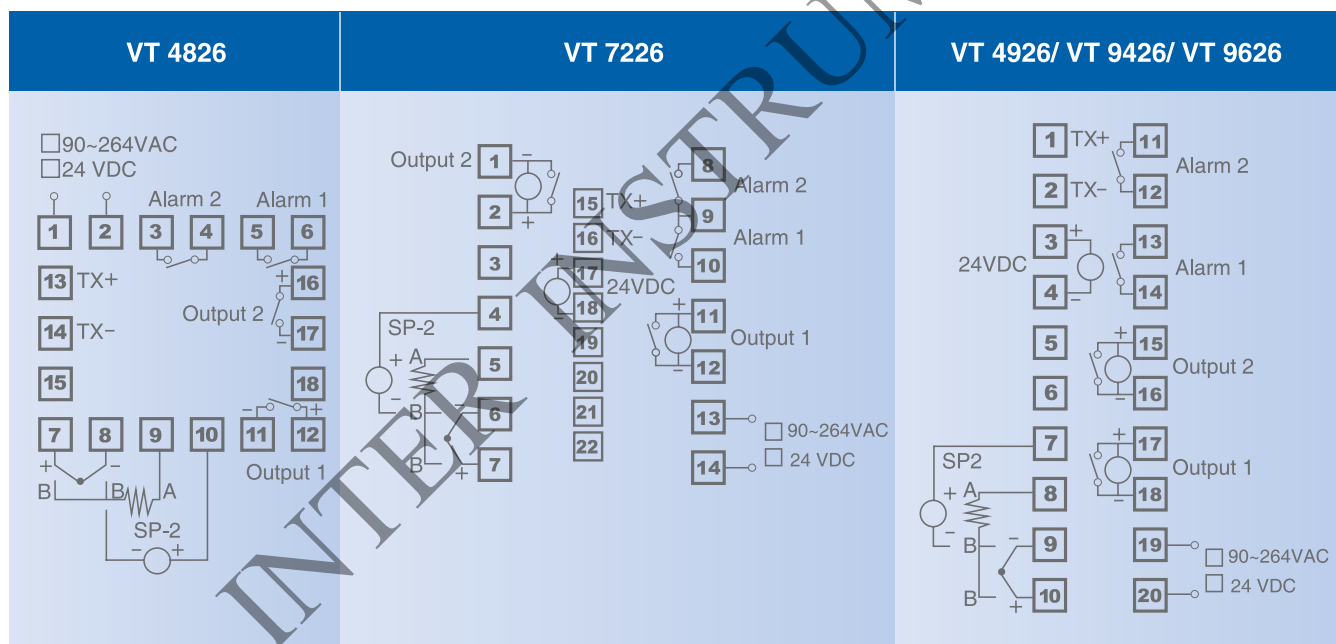 VT 4826
□90~264VAC
□24 VDC
Alarm 2 Alarm 1
1 2 3 4 5 6
13 TX+ + 16
Output 2
14 TX- - 17
15 18
- +
7 8 9 10 11 12
+ - Output 1
B B A
SP-2
- +
VT 7226
Output 2 1 - 8
Alarm 2
15 TX+
2 + 9
16 TX- Alarm 1
3 + 17 10
24VDC
4 - 18 11 +
SP-2 19 Output 1
+ A 5 12 -
20
- B 6 21 13 □ 90~264VAC
22
B + 7 14 □ 24 VDC
VT 4926/ VT 9426/ VT 9626
1 TX+ 11
Alarm 2
2 TX- 12
3 + 13
24VDC Alarm 1
4 - 14
5 + 15
Output 2
6 - 16
7 + 17
SP2 Output 1
+ A 8 - 18
- B - 9 19 □ 90~264VAC
B + 10 20 □ 24 VDC
INTER INSTRUM